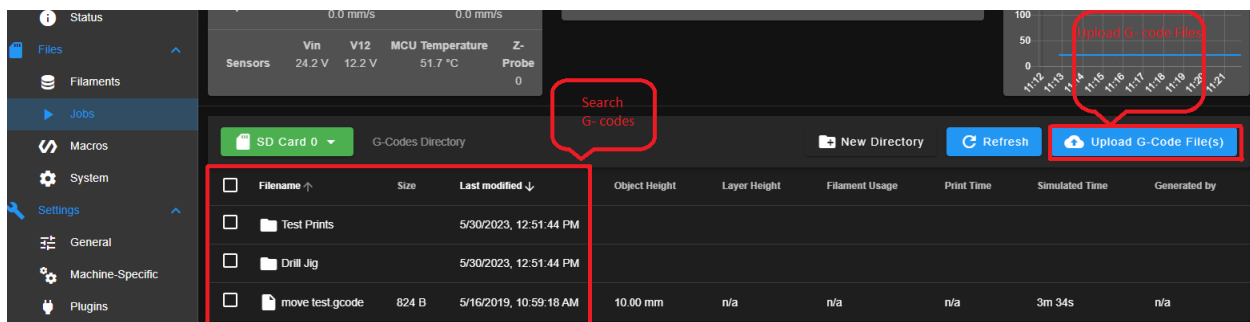 Status
Files
Filaments
Jobs
Macros
System
Settings
General
Machine-Specific
Plugins
0.0 mm/s 0.0 mm/s
Vin V12 MCU Temperature Z-
Sensors 24.2 V 12.2 V 51.7 °C Probe
0
100
50
0
Upload G- code Files
11:12 11:13 11:14 11:15 11:16 11:17 11:18 11:19 11:20 11:21
Search
G- codes
SD Card 0 G-Codes Directory New Directory Refresh Upload G-Code File(s)
Filename Size Last modified Object Height Layer Height Filament Usage Print Time Simulated Time Generated by
Test Prints 5/30/2023, 12:51:44 PM
Drill Jig 5/30/2023, 12:51:44 PM
move test.gcode 824 B 5/16/2019, 10:59:18 AM 10.00 mm n/a n/a n/a 3m 34s n/a